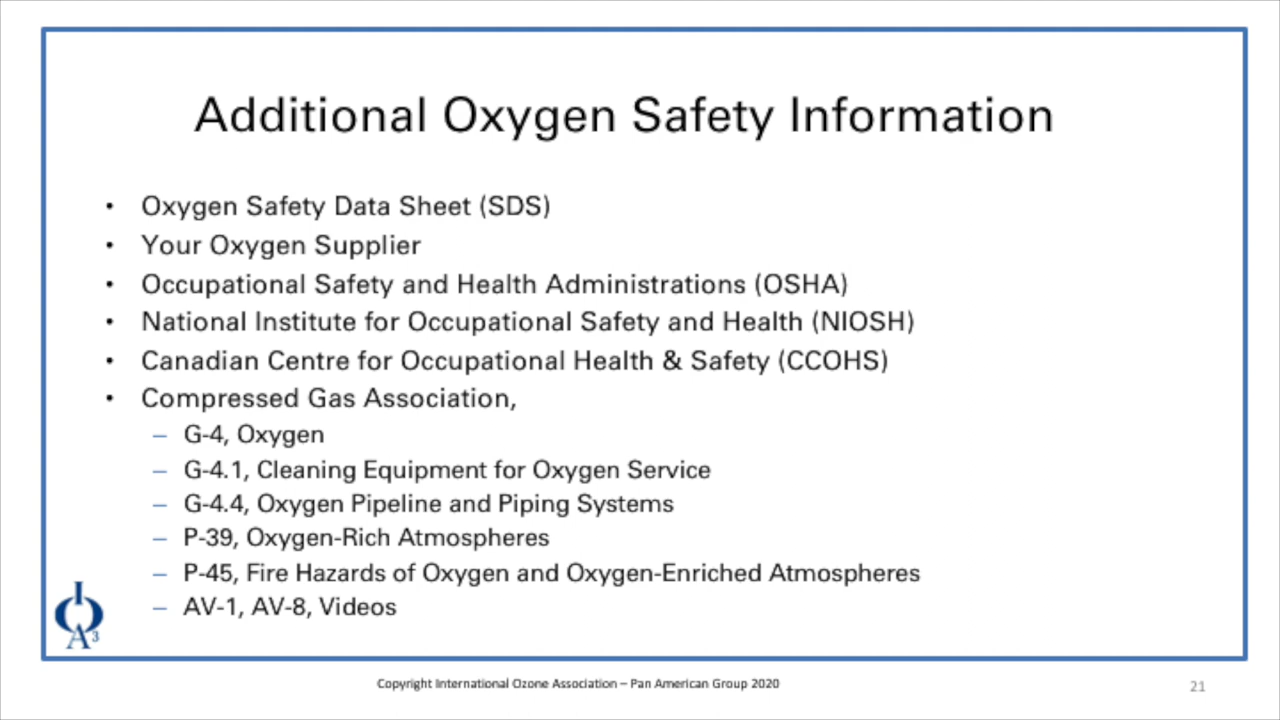 Additional Oxygen Safety Information
• Oxygen Safety Data Sheet (SDS)
• Your Oxygen Supplier
• Occupational Safety and Health Administrations (OSHA)
• National Institute for Occupational Safety and Health (NIOSH)
• Canadian Centre for Occupational Health & Safety (CCOHS)
• Compressed Gas Association,
– G-4, Oxygen
– G-4.1, Cleaning Equipment for Oxygen Service
– G-4.4, Oxygen Pipeline and Piping Systems
– P-39, Oxygen-Rich Atmospheres
– P-45, Fire Hazards of Oxygen and Oxygen-Enriched Atmospheres
– AV-1, AV-8, Videos
IOA3
Copyright International Ozone Association – Pan American Group 2020
21